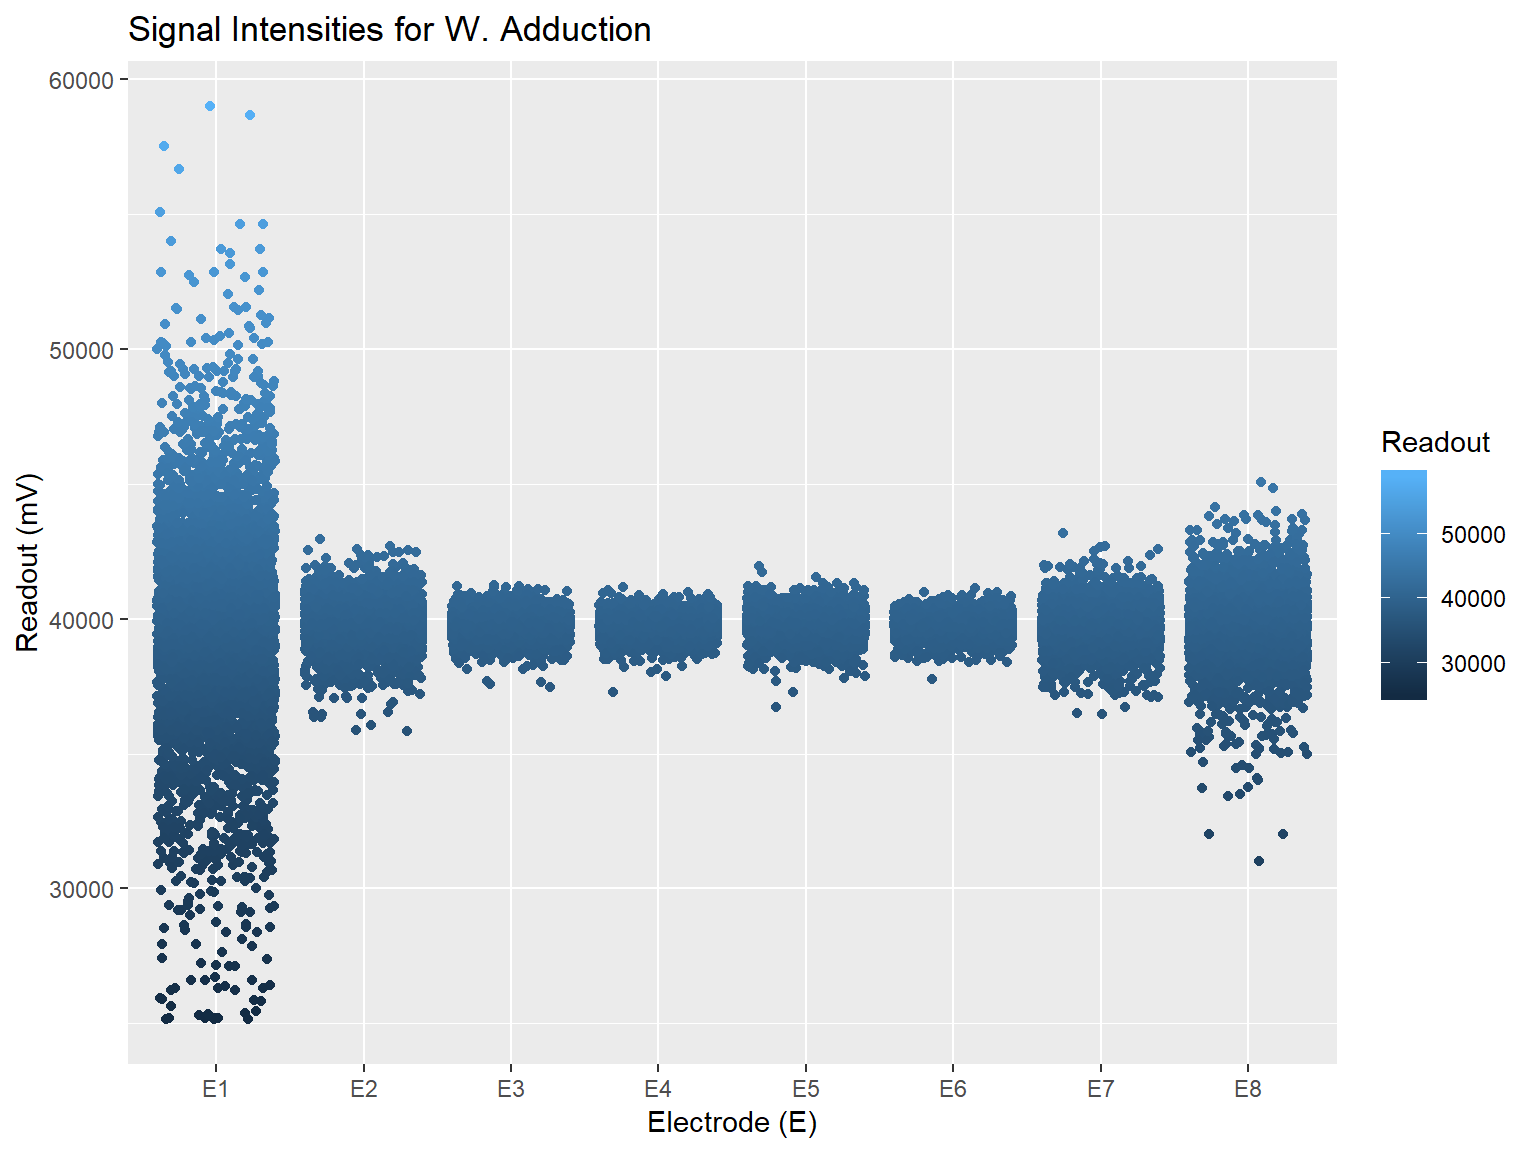 Signal Intensities for W. Adduction
60000
50000
40000
30000
Readout (mV)
E1 E2 E3 E4 E5 E6 E7 E8
Electrode (E)
Readout
50000
40000
30000